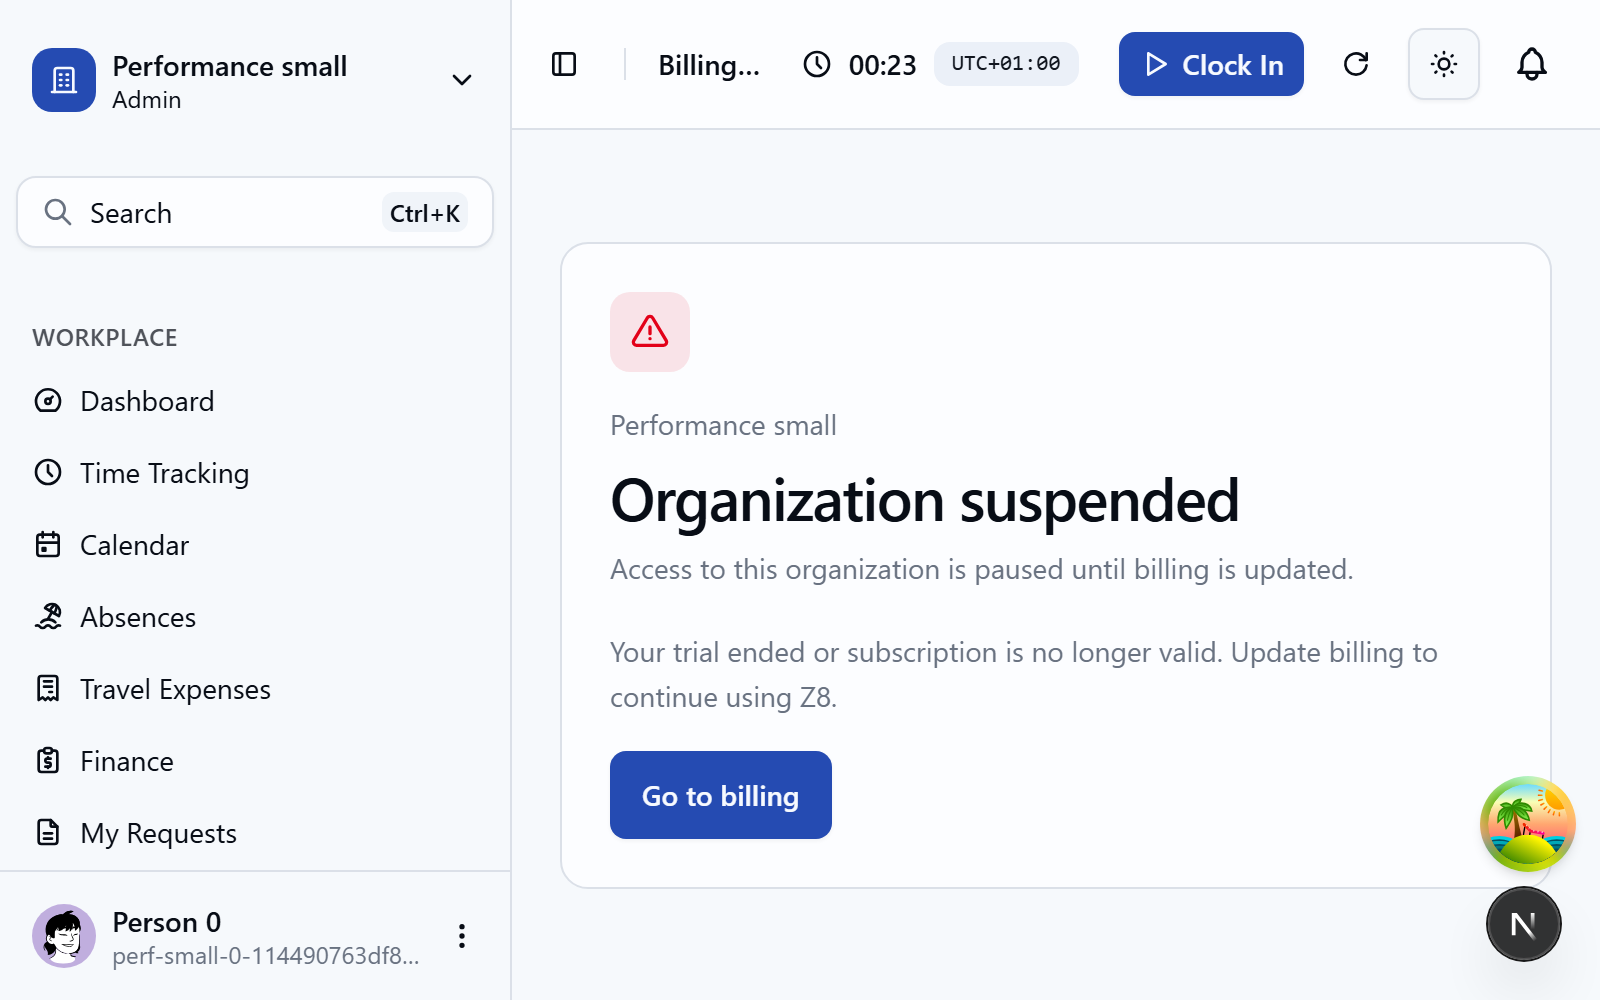 Performance small
Admin
Search
Ctrl+K
WORKPLACE
Dashboard
Time Tracking
Calendar
Absences
Travel Expenses
Finance
My Requests
Person 0
perf-small-0-114490763df8...
Billing...
00:23
UTC+01:00
Clock In
Performance small
Organization suspended
Access to this organization is paused until billing is updated.
Your trial ended or subscription is no longer valid. Update billing to
continue using Z8.
Go to billing
N